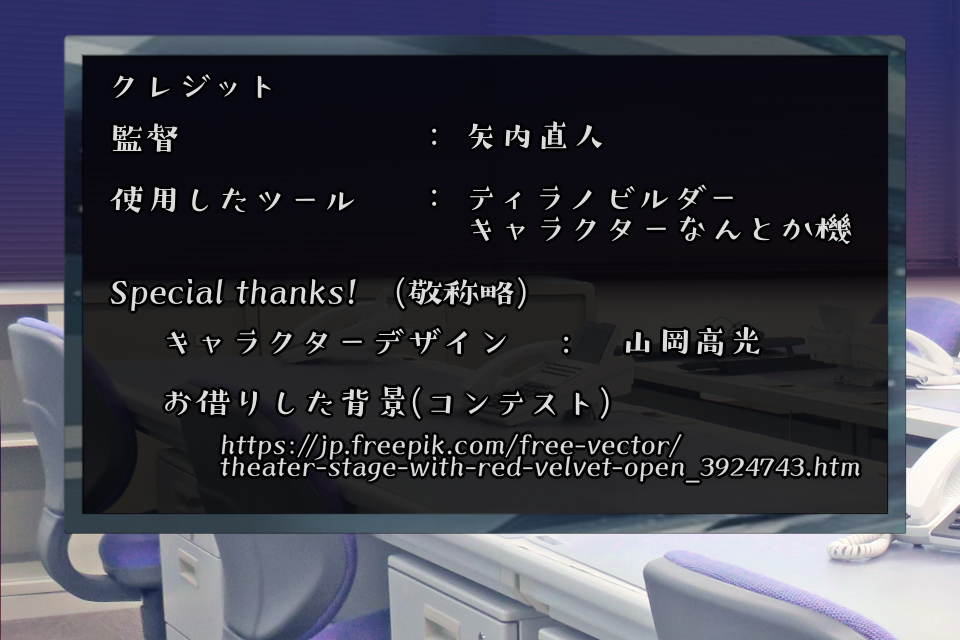 クレジット
監督 : 矢内直人
使用したツール : ティラノビルダー
キャラクターなんとか機
Special thanks! (敬称略)
キャラクターデザイン : 山岡高光
お借りした背景(コンテスト)
https://jp.freepik.com/free-vector/
theater-stage-with-red-velvet-open_3924743.htm